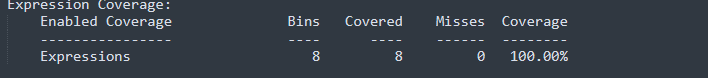 Expression Coverage:
Enabled Coverage Bins Covered Misses Coverage
---------------- ---- ---- ------ --------
Expressions 8 8 0 100.00%